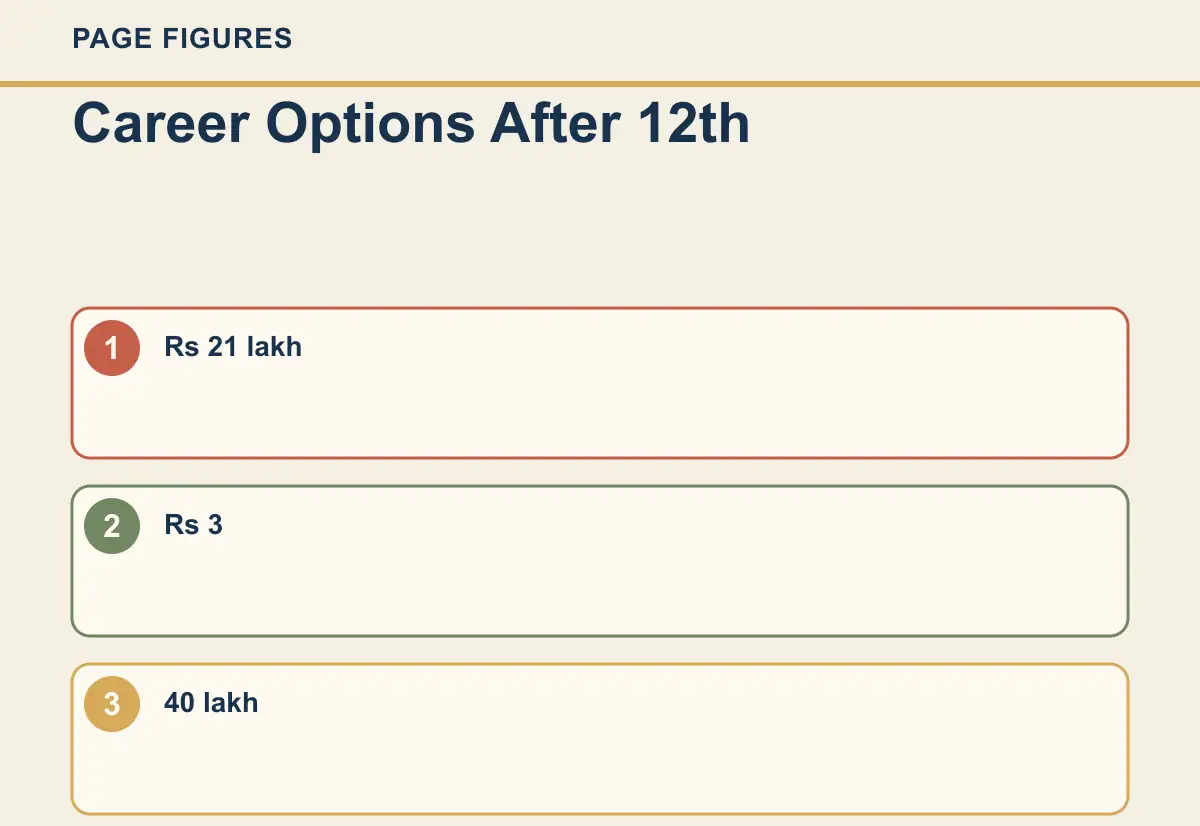 PAGE FIGURES
Career Options After 12th
1 Rs 21 lakh
2 Rs 3
3 40 lakh